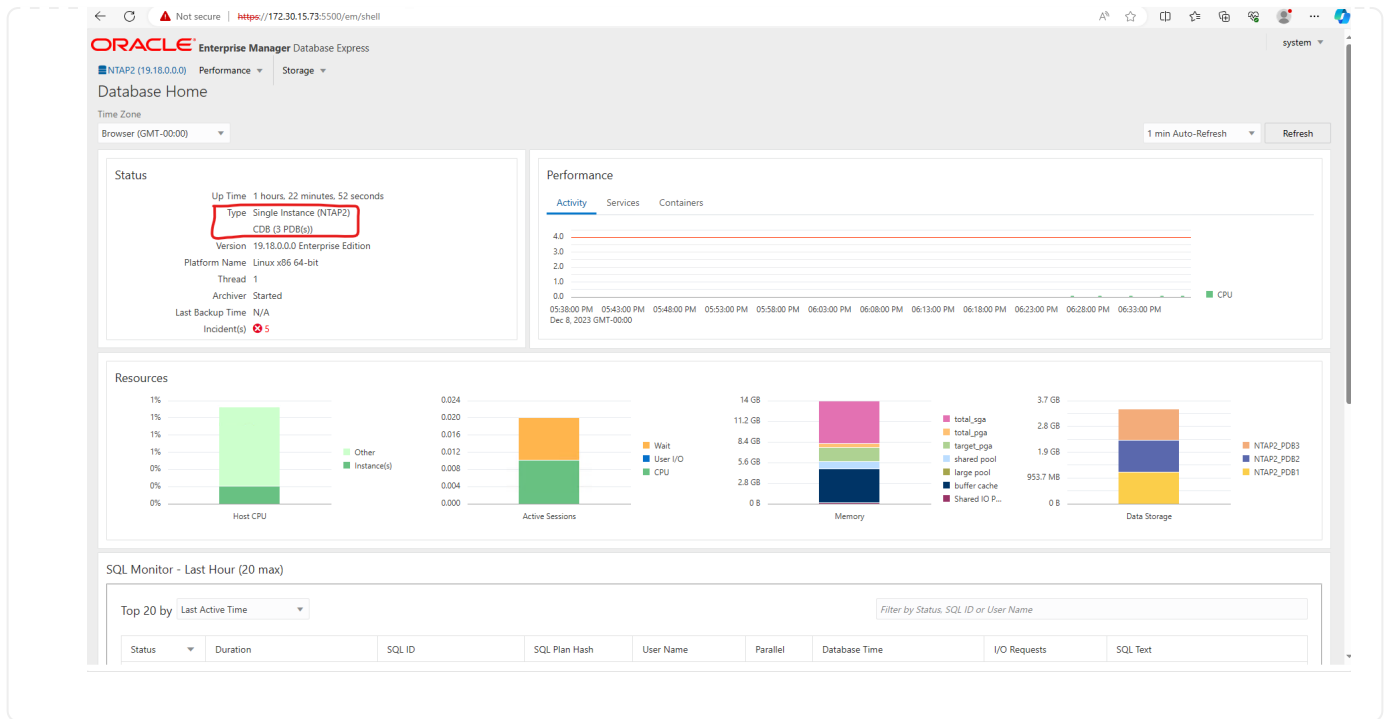 Not secure https://172.30.15.73:5500/em/shell
ORACLE Enterprise Manager Database Express
system
NTAP2 (19.18.0.0.0) Performance Storage
Database Home
Time Zone
Browser (GMT-00:00)
1 min Auto-Refresh Refresh
Status
Up Time 1 hours, 22 minutes, 52 seconds
Type Single Instance (NTAP2)
CDB (3 PDB(s))
Version 19.18.0.0.0 Enterprise Edition
Platform Name Linux x86 64-bit
Thread 1
Archiver Started
Last Backup Time N/A
Incident(s) 5
Performance
Activity Services Containers
4.0
3.0
2.0
1.0
0.0
CPU
05:38:00 PM 05:43:00 PM 05:48:00 PM 05:53:00 PM 05:58:00 PM 06:03:00 PM 06:08:00 PM 06:13:00 PM 06:18:00 PM 06:23:00 PM 06:28:00 PM 06:33:00 PM
Dec 8, 2023 GMT-00:00
Resources
1%
1%
1%
1%
0%
0%
0%
Other
Instance(s)
Host CPU
0.024
0.020
0.016
0.012
0.008
0.004
0.000
Wait
User I/O
CPU
Active Sessions
14 GB
11.2 GB
8.4 GB
5.6 GB
2.8 GB
0 B
total_sga
total_pga
target_pga
shared pool
large pool
buffer cache
Shared IO P...
Memory
3.7 GB
2.8 GB
1.9 GB
953.7 MB
0 B
NTAP2_PDB3
NTAP2_PDB2
NTAP2_PDB1
Data Storage
SQL Monitor - Last Hour (20 max)
Top 20 by Last Active Time
Filter by Status, SQL ID or User Name
Status Duration SQL ID SQL Plan Hash User Name Parallel Database Time I/O Requests SQL Text